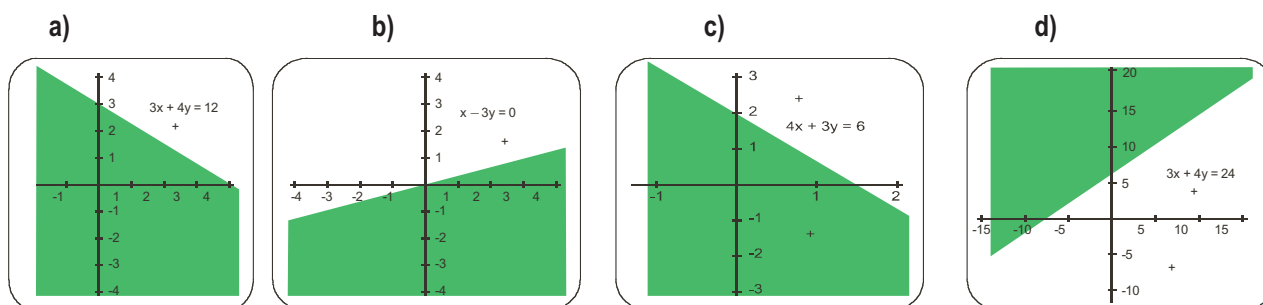 a)
4
3
3x + 4y = 12
+
2
1
-1 1 2 3 4
-1
-2
-3
-4
b)
4
3
x − 3y = 0
2
+
1
-4 -3 -2 -1 1 2 3 4
-1
-2
-3
-4
c)
3
+
2
4x + 3y = 6
1
-1 1 2
-1
+
-2
-3
d)
20
15
10
3x + 4y = 24
5
+
-15 -10 -5 5 10 15
-5
+
-10